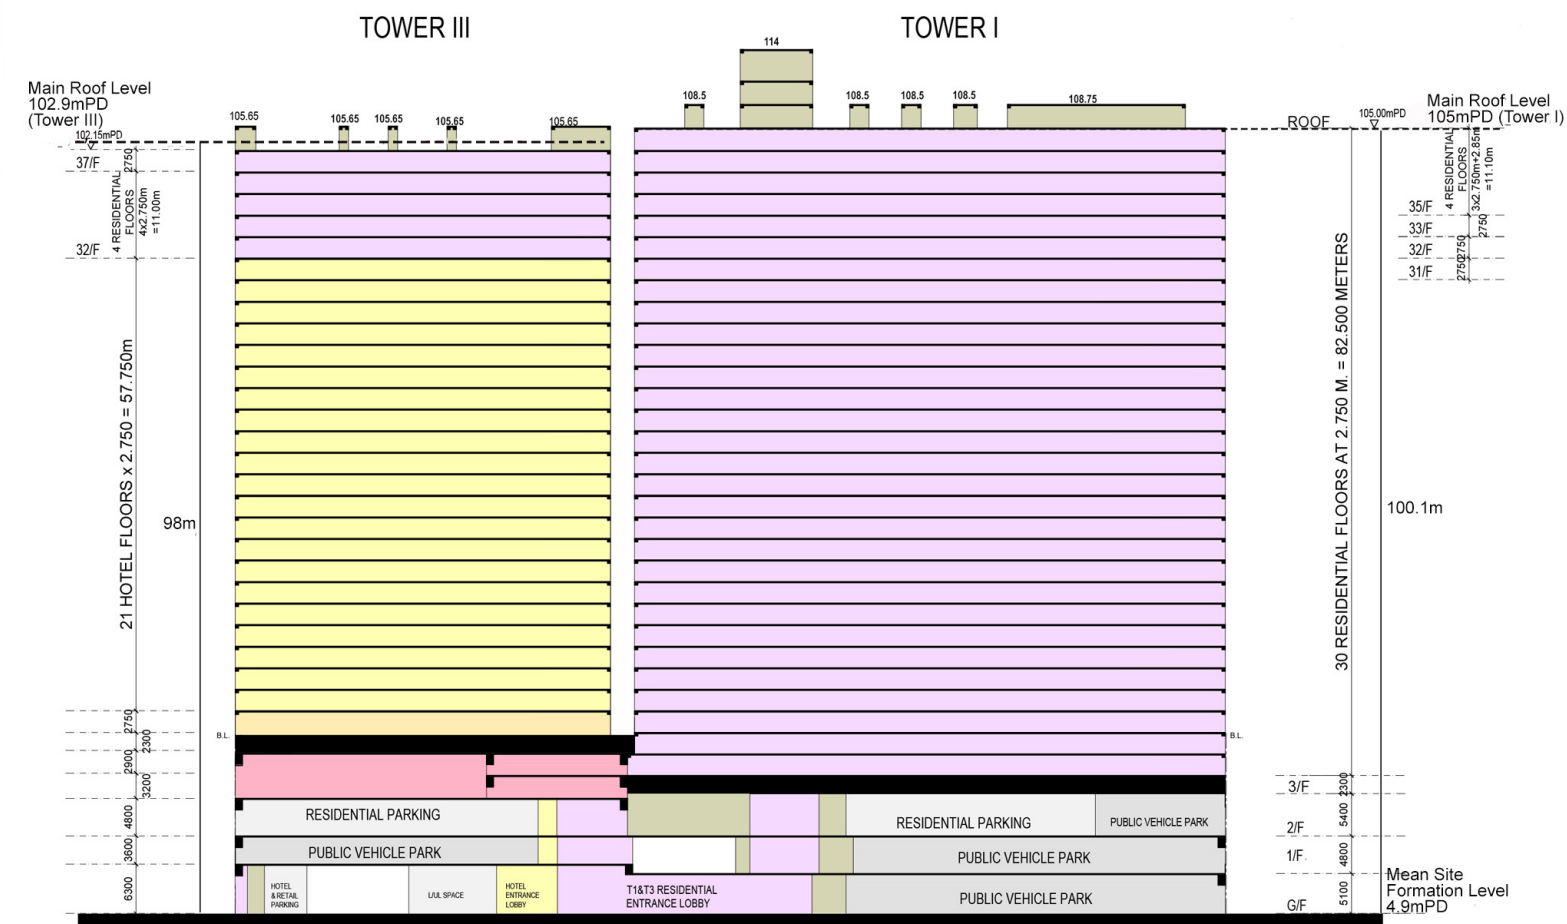 TOWER III
TOWER I
Main Roof Level
102.9mPD
(Tower III)
102.15mPD
37/F
2750
4 RESIDENTIAL
FLOORS
4x2.750m
=11.00m
32/F
21 HOTEL FLOORS x 2.750 = 57.750m
98m
2750
2300
2900
3200
4800
3600
6300
105.65
105.65
105.65
105.65
105.65
108.5
114
108.5
108.5
108.5
108.75
B.L.
RESIDENTIAL PARKING
PUBLIC VEHICLE PARK
HOTEL
& RETAIL
PARKING
L/UL SPACE
HOTEL
ENTRANCE
LOBBY
T1&T3 RESIDENTIAL
ENTRANCE LOBBY
RESIDENTIAL PARKING
PUBLIC VEHICLE PARK
PUBLIC VEHICLE PARK
PUBLIC VEHICLE PARK
B.L.
ROOF
105.00mPD
Main Roof Level
105mPD (Tower I)
4 RESIDENTIAL
FLOORS
3x2.750m+2.85m
=11.10m
35/F
33/F
2750
32/F
2750
31/F
2750
30 RESIDENTIAL FLOORS AT 2.750 M. = 82.500 METERS
100.1m
3/F
2300
5400
2/F
4800
1/F
5100
G/F
Mean Site
Formation Level
4.9mPD